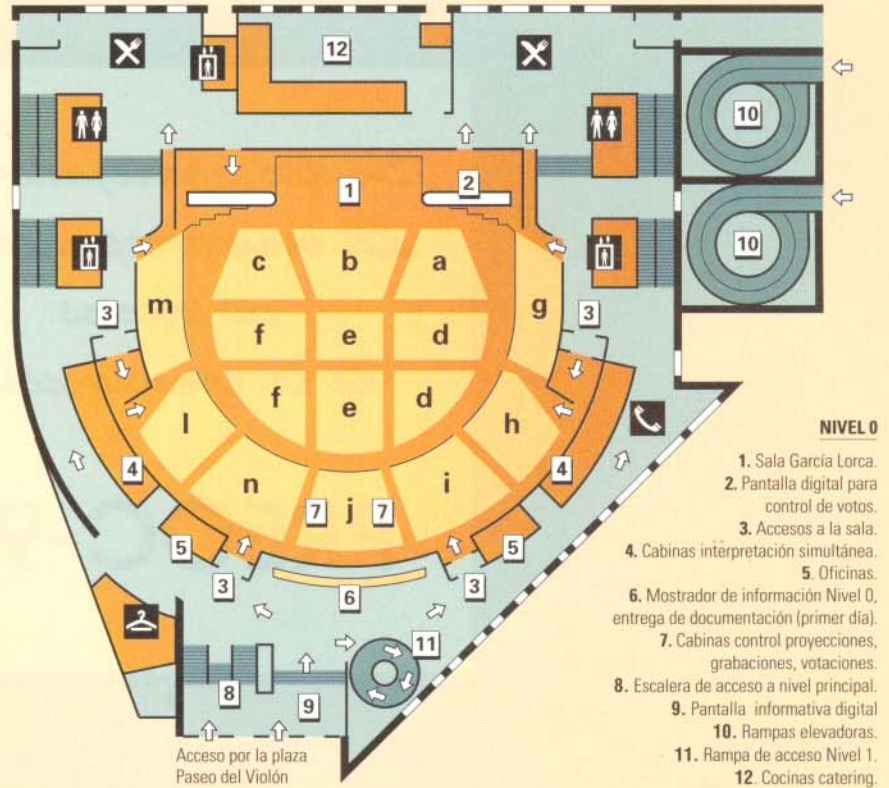 12
10
10
1
2
c b a
m
g
3
3
f e d
f e d
l
h
4
4
n
i
7 j 7
5
5
3
3
6
11
8
9
Acceso por la plaza
Paseo del Violón
NIVEL 0
1. Sala García Lorca.
2. Pantalla digital para
control de votos.
3. Accesos a la sala.
4. Cabinas interpretación simultánea.
5. Oficinas.
6. Mostrador de información Nivel 0,
entrega de documentación (primer día).
7. Cabinas control proyecciones,
grabaciones, votaciones.
8. Escalera de acceso a nivel principal.
9. Pantalla informativa digital
10. Rampas elevadoras.
11. Rampa de acceso Nivel 1.
12. Cocinas catering.